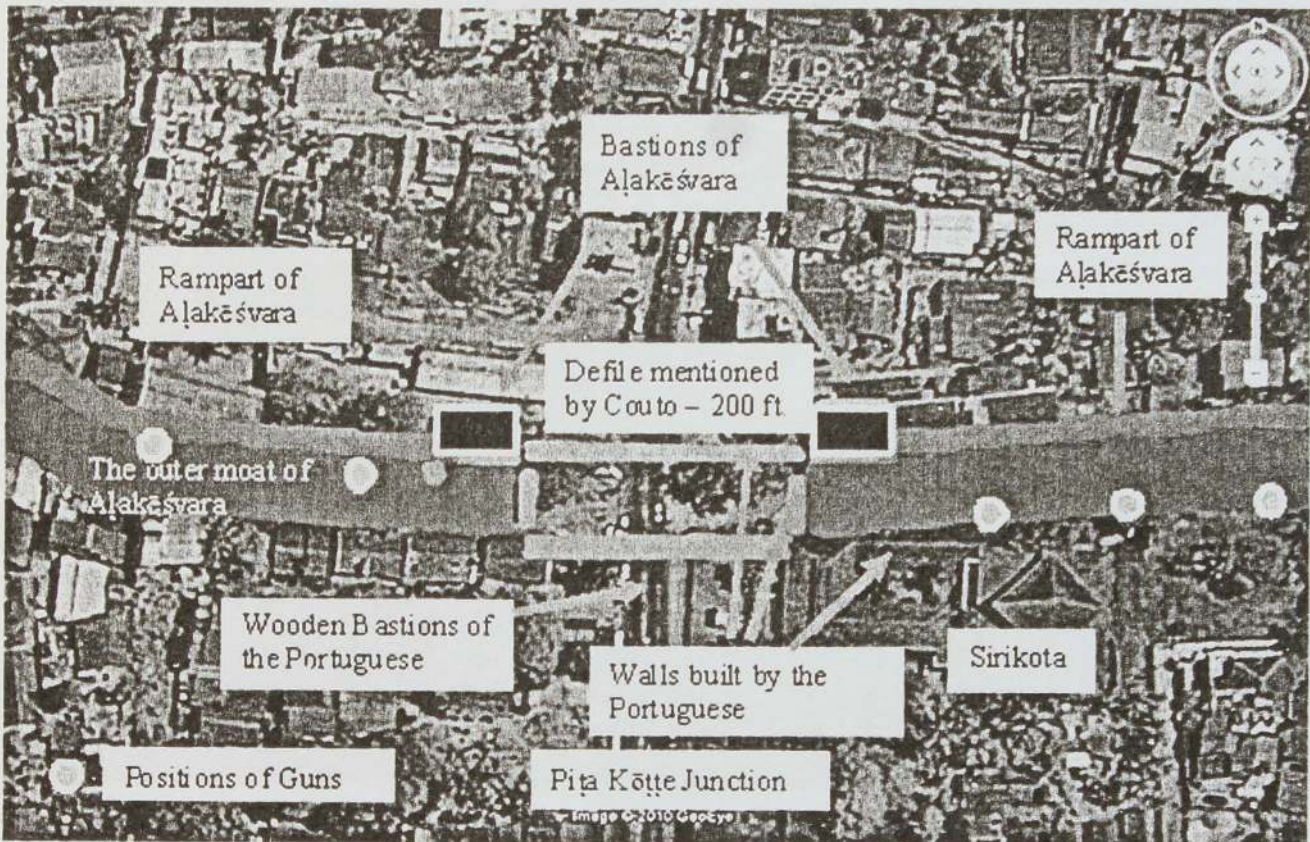 N
Bastions of
Aḷakēśvara
Rampart of
Aḷakēśvara
Rampart of
Aḷakēśvara
Defile mentioned
by Couto – 200 ft.
The outer moat of
Aḷakēśvara
Wooden Bastions of
the Portuguese
Walls built by the
Portuguese
Sirikota
Positions of Guns
Piṭa Kōṭṭe Junction
Image © 2010 GeoEye